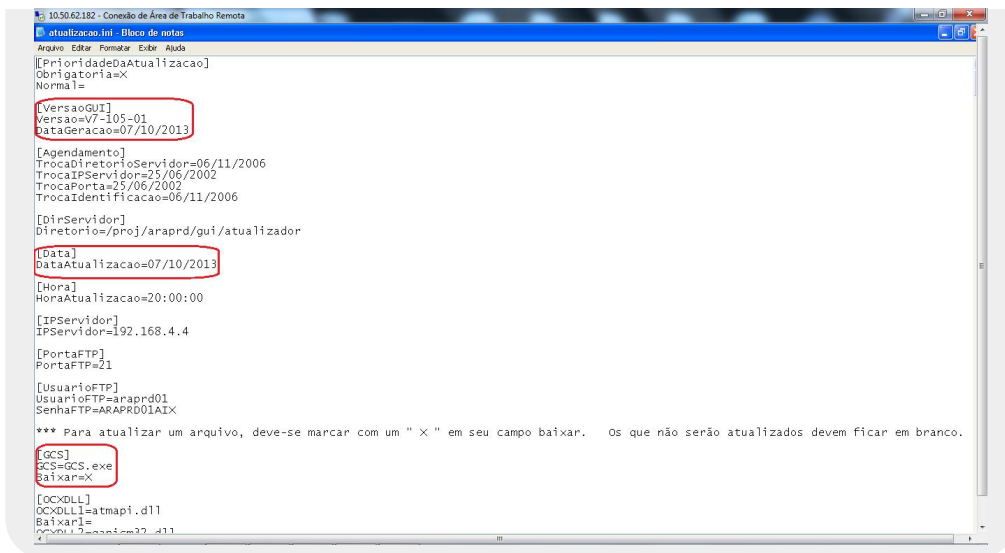 10.50.62.182 - Conexão de Área de Trabalho Remota
atualizacao.ini - Bloco de notas
Arquivo Editar Formatar Exibir Ajuda
[PrioridadeDaAtualizacao]
Obrigatoria=X
Normal=
[VersaoGUI]
Versao=V7-105-01
DataGeracao=07/10/2013
[Agendamento]
TrocaDiretorioServidor=06/11/2006
TrocaIPServidor=25/06/2002
TrocaPorta=25/06/2002
TrocaIdentificacao=06/11/2006
[DirServidor]
Diretorio=/proj/araprd/gui/atualizador
[Data]
DataAtualizacao=07/10/2013
[Hora]
HoraAtualizacao=20:00:00
[IPServidor]
IPServidor=192.168.4.4
[PortaFTP]
PortaFTP=21
[UsuarioFTP]
UsuarioFTP=araprd01
SenhaFTP=ARAPRD01AIX
*** Para atualizar um arquivo, deve-se marcar com um " X " em seu campo baixar. Os que não serão atualizados devem ficar em branco.
[GCS]
GCS=GCS.exe
Baixar=X
[OCXDLL]
OCXDLL1=atmapi.dll
Baixar1=